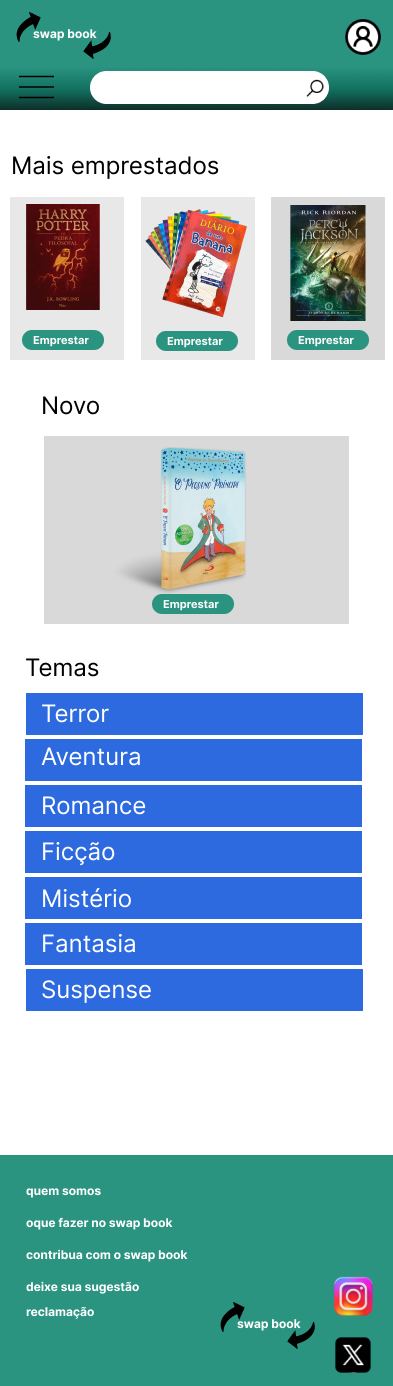 swap book
Mais emprestados
HARRY
POTTER
PEDRA
FILOSOFAL
J.K. ROWLING
Emprestar
DIÁRIO
de um
Banana
Emprestar
RICK RIORDAN
PERCY
JACKSON
Emprestar
Novo
O Pequeno Príncipe
Emprestar
Temas
Terror
Aventura
Romance
Ficção
Mistério
Fantasia
Suspense
quem somos
oque fazer no swap book
contribua com o swap book
deixe sua sugestão
reclamação
swap book